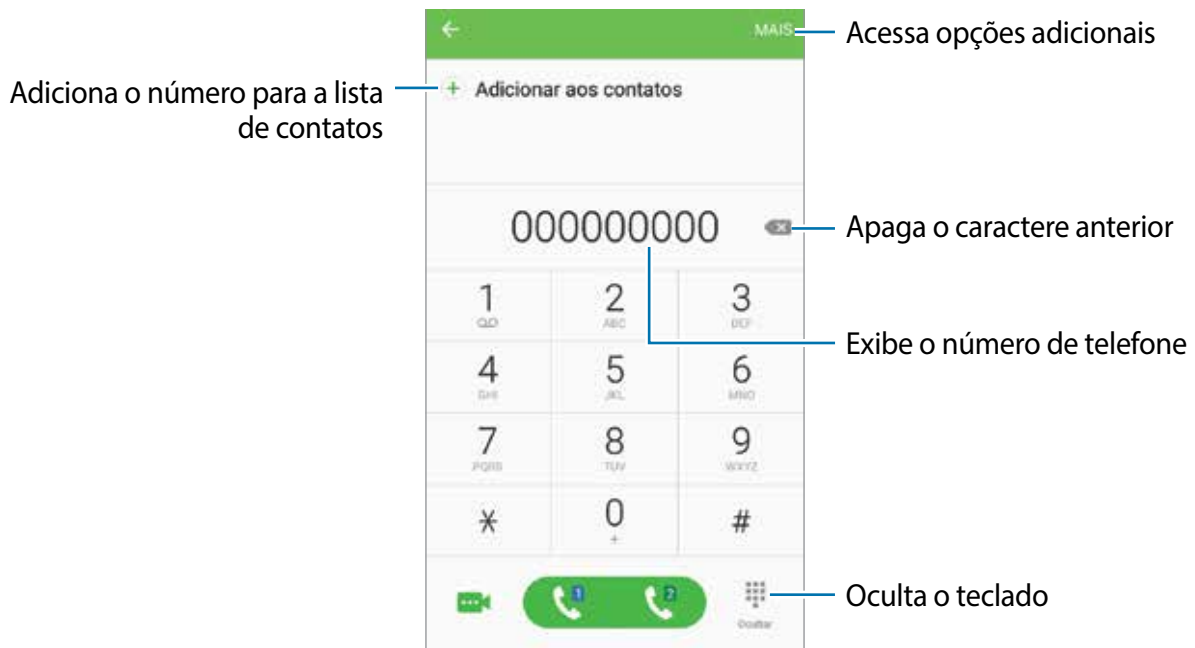 MAIS
Acessa opções adicionais
Adiciona o número para a lista
de contatos
+ Adicionar aos contatos
000000000
Apaga o caractere anterior
1 2 3
ABC DEF
Exibe o número de telefone
4 5 6
GHI JKL MNO
7 8 9
PQRS TUV WXYZ
* 0 #
+
1 2
Ocultar
Oculta o teclado